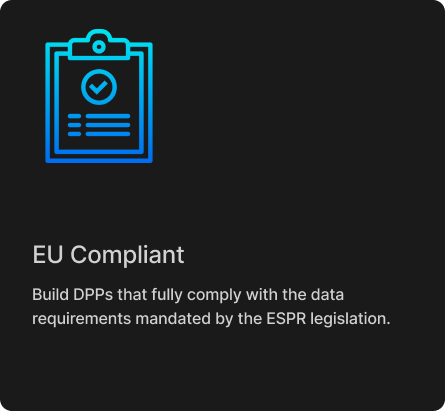 EU Compliant
Build DPPs that fully comply with the data
requirements mandated by the ESPR legislation.